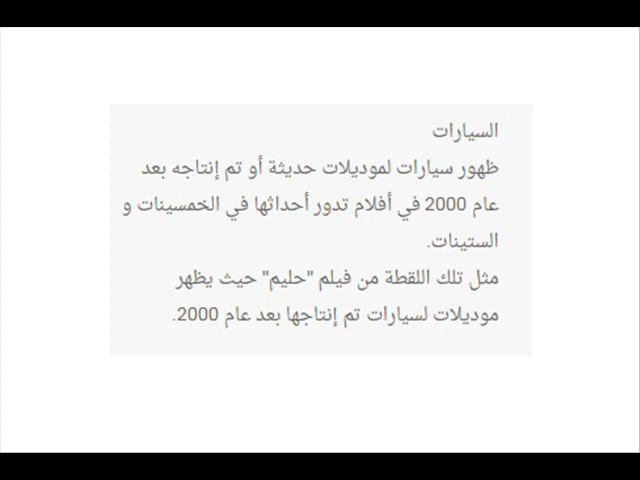 السيارات
ظهور سيارات لموديلات حديثة أو تم إنتاجه بعد
عام 2000 في أفلام تدور أحداثها في الخمسينات و
الستينات.
مثل تلك اللقطة من فيلم "حليم" حيث يظهر
موديلات لسيارات تم إنتاجها بعد عام 2000.